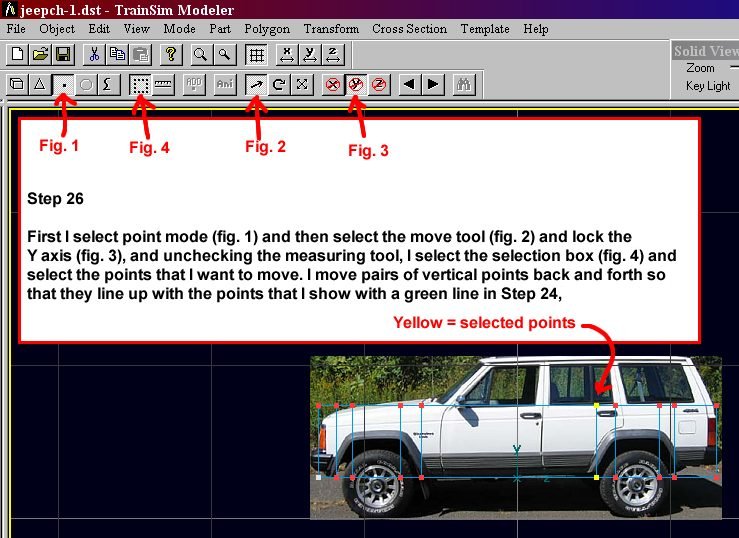 jeepch-1.dst - TrainSim Modeler
File Object Edit View Mode Part Polygon Transform Cross Section Template Help
Solid View
Zoom
Key Light
X Y Z
ADD Ani X Y Z
Fig. 1 Fig. 4 Fig. 2 Fig. 3
Step 26
First I select point mode (fig. 1) and then select the move tool (fig. 2) and lock the
Y axis (fig. 3), and unchecking the measuring tool, I select the selection box (fig. 4) and
select the points that I want to move. I move pairs of vertical points back and forth so
that they line up with the points that I show with a green line in Step 24,
Yellow = selected points
Y
X Z